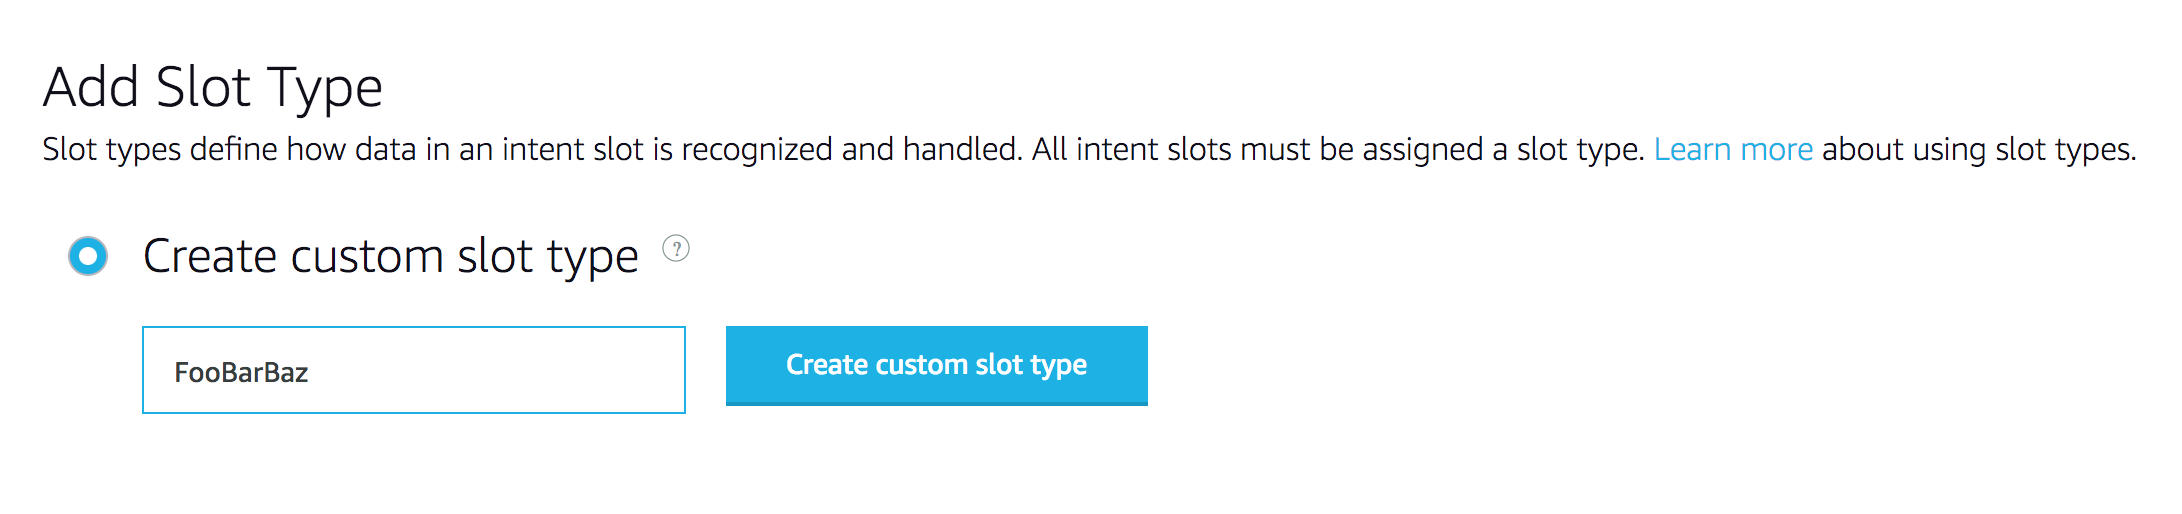 Add Slot Type
Slot types define how data in an intent slot is recognized and handled. All intent slots must be assigned a slot type. Learn more about using slot types.
Create custom slot type ?
FooBarBaz
Create custom slot type